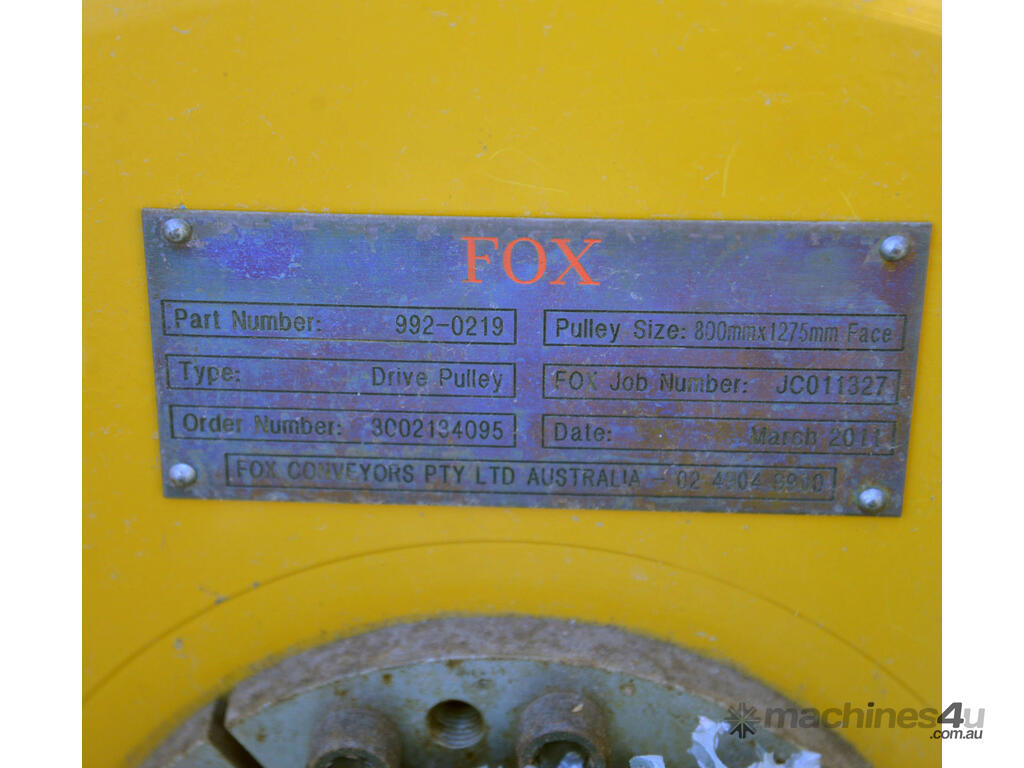 FOX
Part Number: 992-0219
Pulley Size: 800mmx1275mm Face
Type: Drive Pulley
FOX Job Number: JC011327
Order Number: 3C02134095
Date: March 2011
FOX CONVEYORS PTY LTD AUSTRALIA - 02
machines4u
.com.au